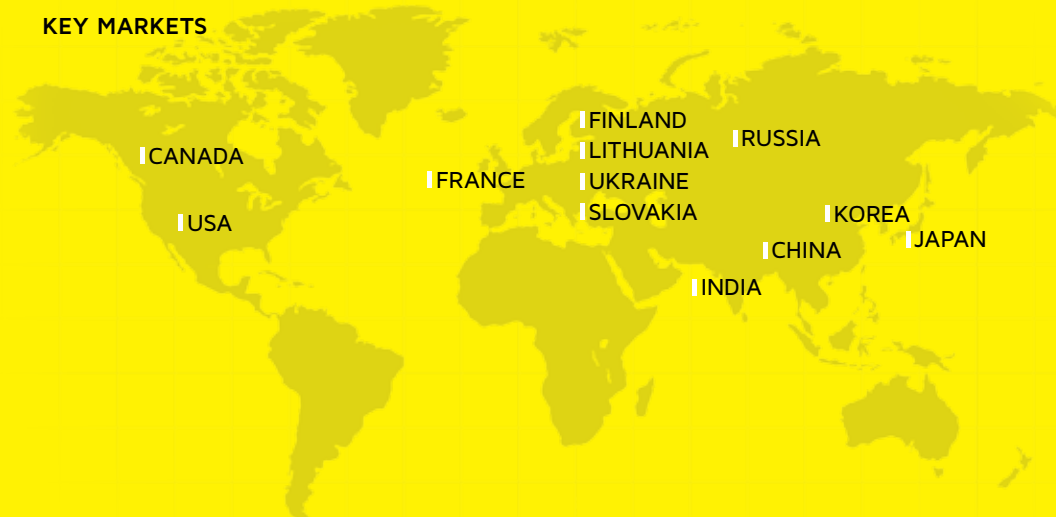 KEY MARKETS
FINLAND
RUSSIA
LITHUANIA
CANADA
FRANCE
UKRAINE
SLOVAKIA
KOREA
USA
JAPAN
CHINA
INDIA